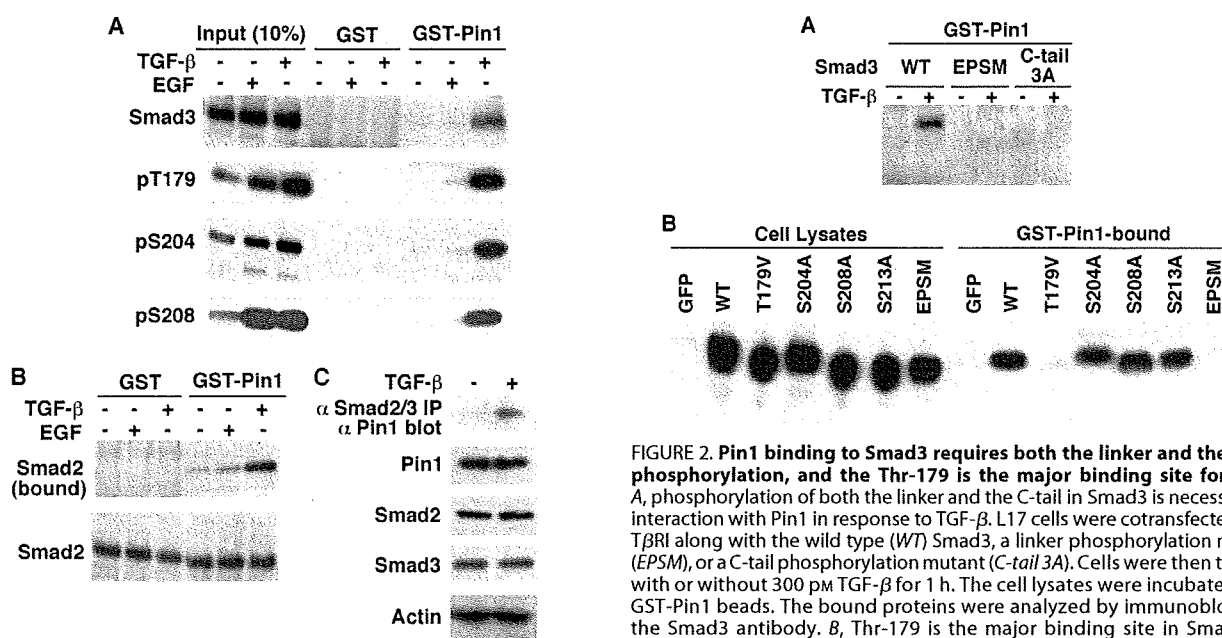 A
Input (10%) GST GST-Pin1
TGF-β - - + - - + - - +
EGF - + - - + - - + -
Smad3
pT179
pS204
pS208
B
GST GST-Pin1
TGF-β - - + - - +
EGF - + - - + -
Smad2
(bound)
Smad2
C
TGF-β - +
α Smad2/3 IP
α Pin1 blot
Pin1
Smad2
Smad3
Actin
A
GST-Pin1
Smad3 WT EPSM C-tail
3A
TGF-β - + - + - +
B
Cell Lysates GST-Pin1-bound
GFP WT T179V S204A S208A S213A EPSM GFP WT T179V S204A S208A S213A EPSM
FIGURE 2. Pin1 binding to Smad3 requires both the linker and the
phosphorylation, and the Thr-179 is the major binding site for
A, phosphorylation of both the linker and the C-tail in Smad3 is
interaction with Pin1 in response to TGF-β. L17 cells were
TβRI along with the wild type (WT) Smad3, a linker phosphorylation
(EPSM), or a C-tail phosphorylation mutant (C-tail 3A). Cells were then
with or without 300 pM TGF-β for 1 h. The cell lysates were
GST-Pin1 beads. The bound proteins were analyzed by
the Smad3 antibody. B, Thr-179 is the major binding site in